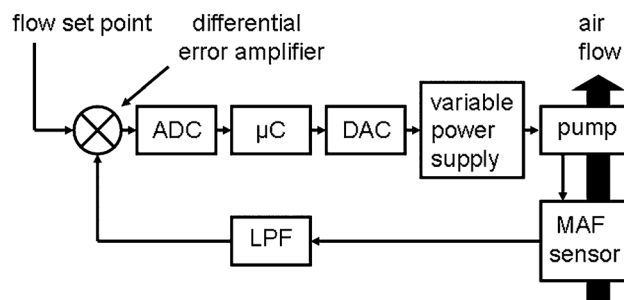 flow set point
differential
error amplifier
air
flow
ADC
µC
DAC
variable
power
supply
pump
LPF
MAF
sensor